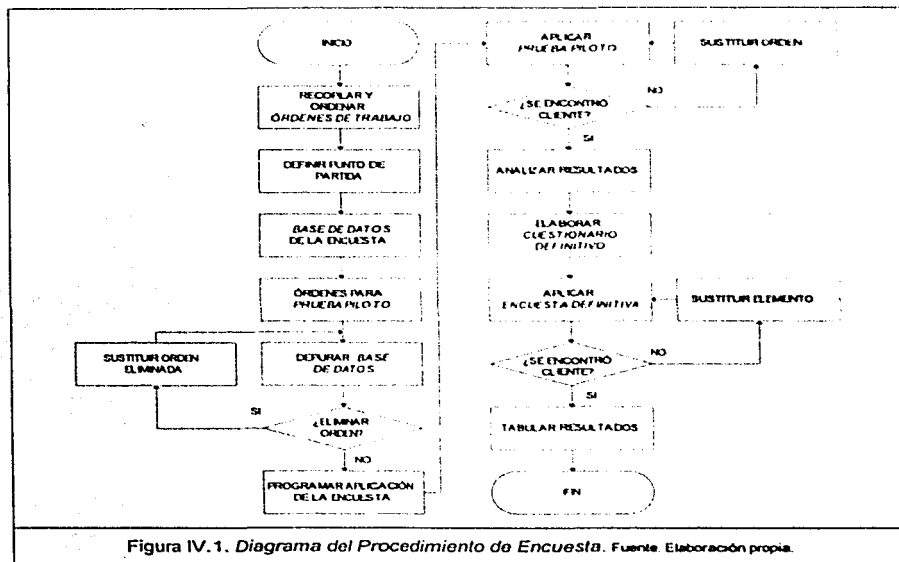 INICIO
RECOPILAR Y
ORDENAR
ÓRDENES DE TRABAJO
DEFINIR PUNTO DE
PARTIDA
BASE DE DATOS
DE LA ENCUESTA
ÓRDENES PARA
PRUEBA PILOTO
SUSTITUIR ORDEN
ELIMINADA
DEPURAR BASE
DE DATOS
SI
¿ELIMINAR
ORDEN?
NO
PROGRAMAR APLICACIÓN
DE LA ENCUESTA
APLICAR
PRUEBA PILOTO
SUSTITUIR ORDEN
¿SE ENCONTRÓ
CLIENTE?
NO
SI
ANALIZAR RESULTADOS
ELABORAR
CUESTIONARIO
DEFINITIVO
APLICAR
ENCUESTA DEFINITIVA
SUSTITUIR ELEMENTO
¿SE ENCONTRÓ
CLIENTE?
NO
SI
TABULAR RESULTADOS
FIN
Figura IV.1. Diagrama del Procedimiento de Encuesta. Fuente. Elaboración propia.